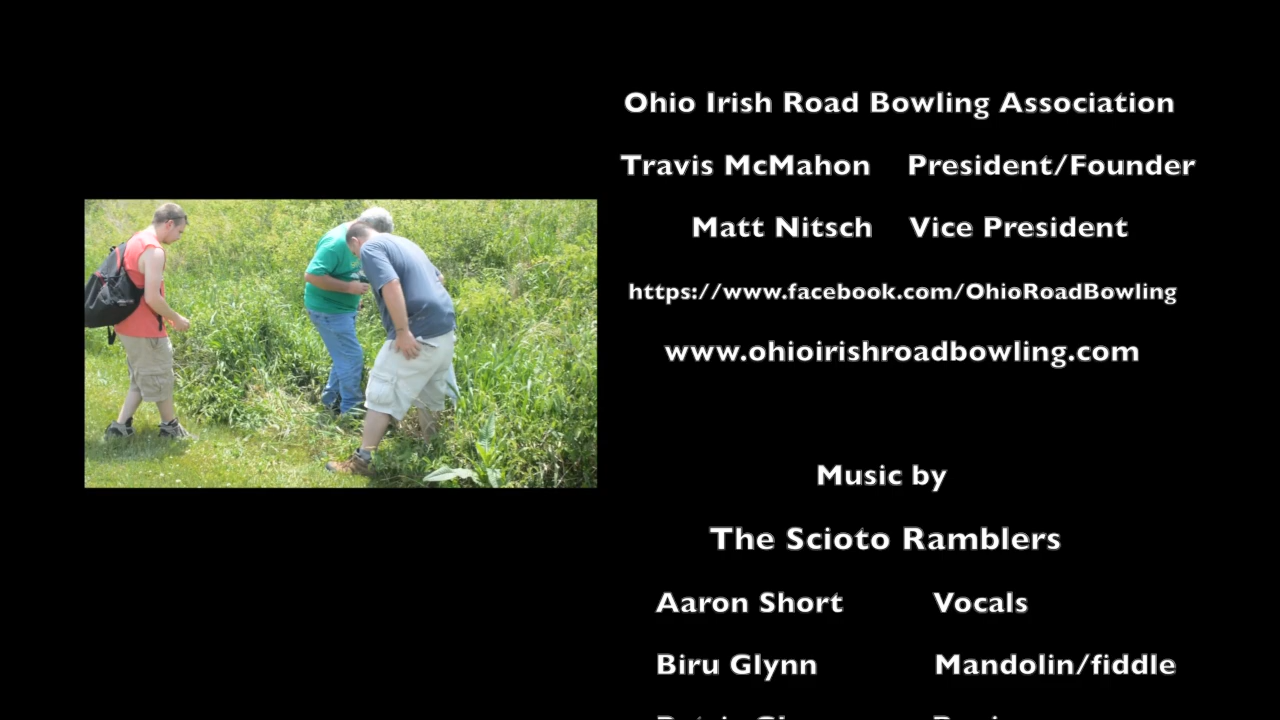 Ohio Irish Road Bowling Association
Travis McMahon President/Founder
Matt Nitsch Vice President
https://www.facebook.com/OhioRoadBowling
www.ohioirishroadbowling.com
Music by
The Scioto Ramblers
Aaron Short Vocals
Biru Glynn Mandolin/fiddle